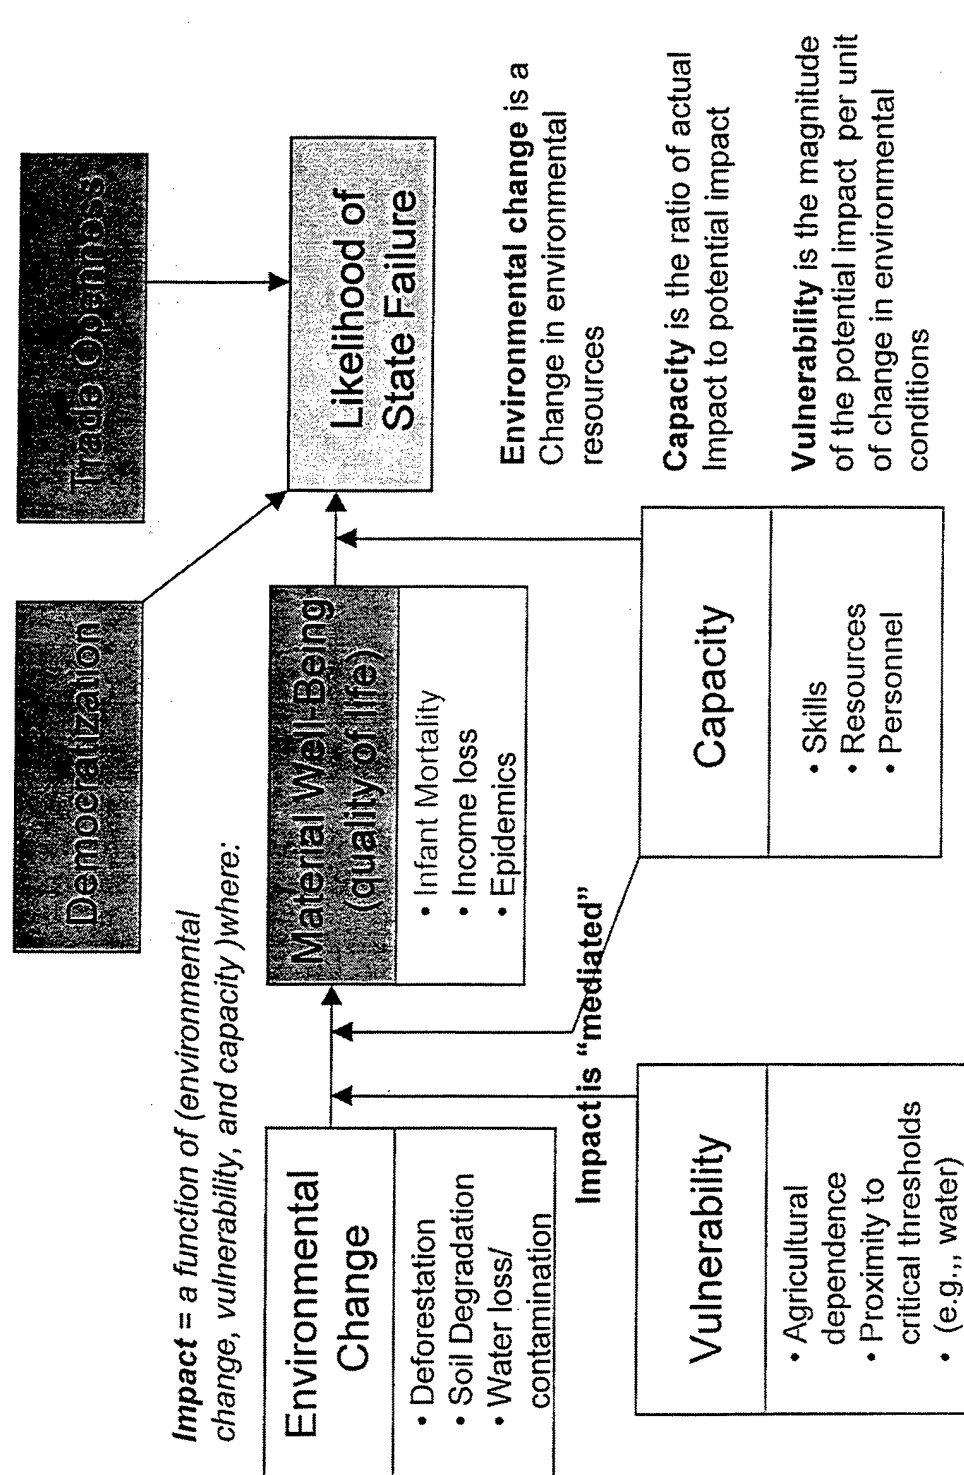 Democratization
Trade Openness
Impact = a function of (environmental
change, vulnerability, and capacity )where:
Environmental
Change
• Deforestation
• Soil Degradation
• Water loss/
contamination
Material Well-Being
(quality of life)
• Infant Mortality
• Income loss
• Epidemics
Likelihood of
State Failure
Impact is “mediated”
Vulnerability
• Agricultural
dependence
• Proximity to
critical thresholds
• (e.g.,, water)
Capacity
• Skills
• Resources
• Personnel
Environmental change is a
Change in environmental
resources
Capacity is the ratio of actual
Impact to potential impact
Vulnerability is the magnitude
of the potential impact per unit
of change in environmental
conditions